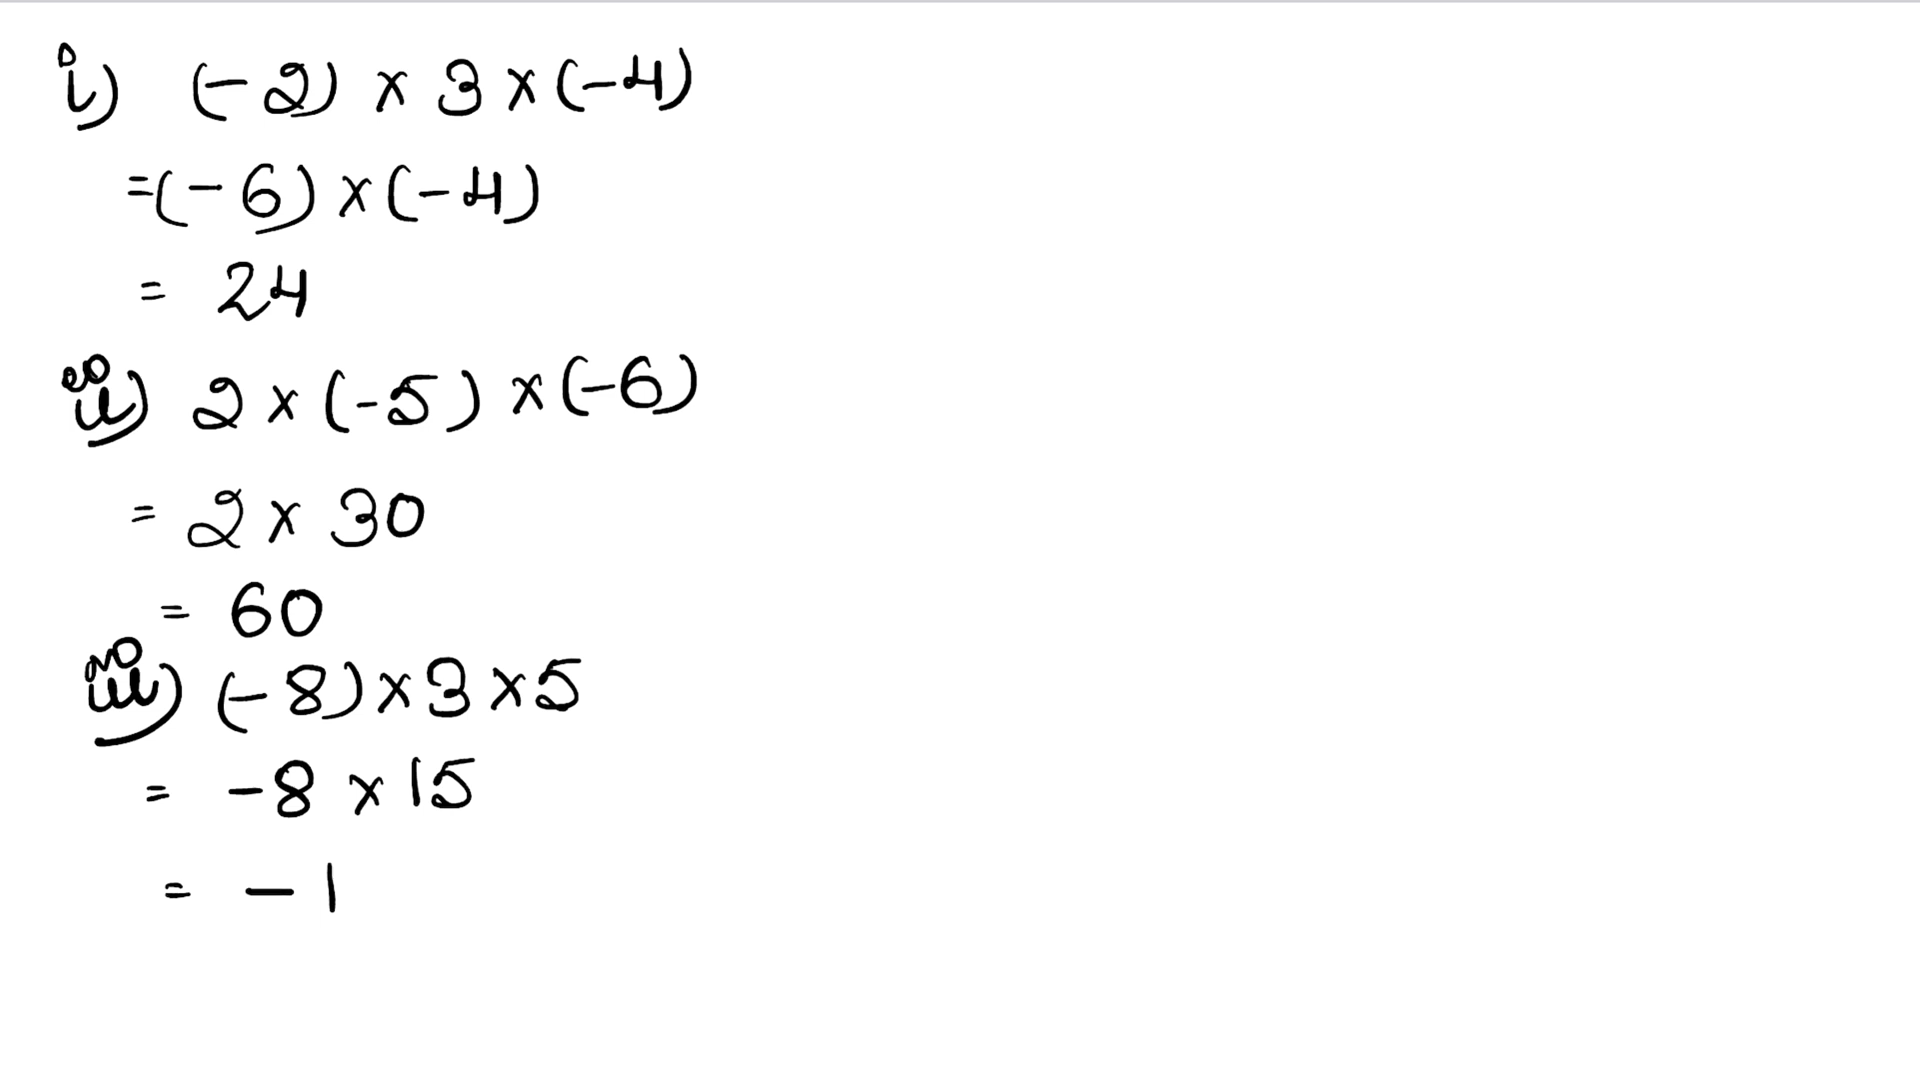 i) (-2) × 3 × (-4)
=(-6) × (-4)
= 24
ii) 2 × (-5) × (-6)
= 2 × 30
= 60
iii) (-8) × 3 × 5
= -8 × 15
= - 1